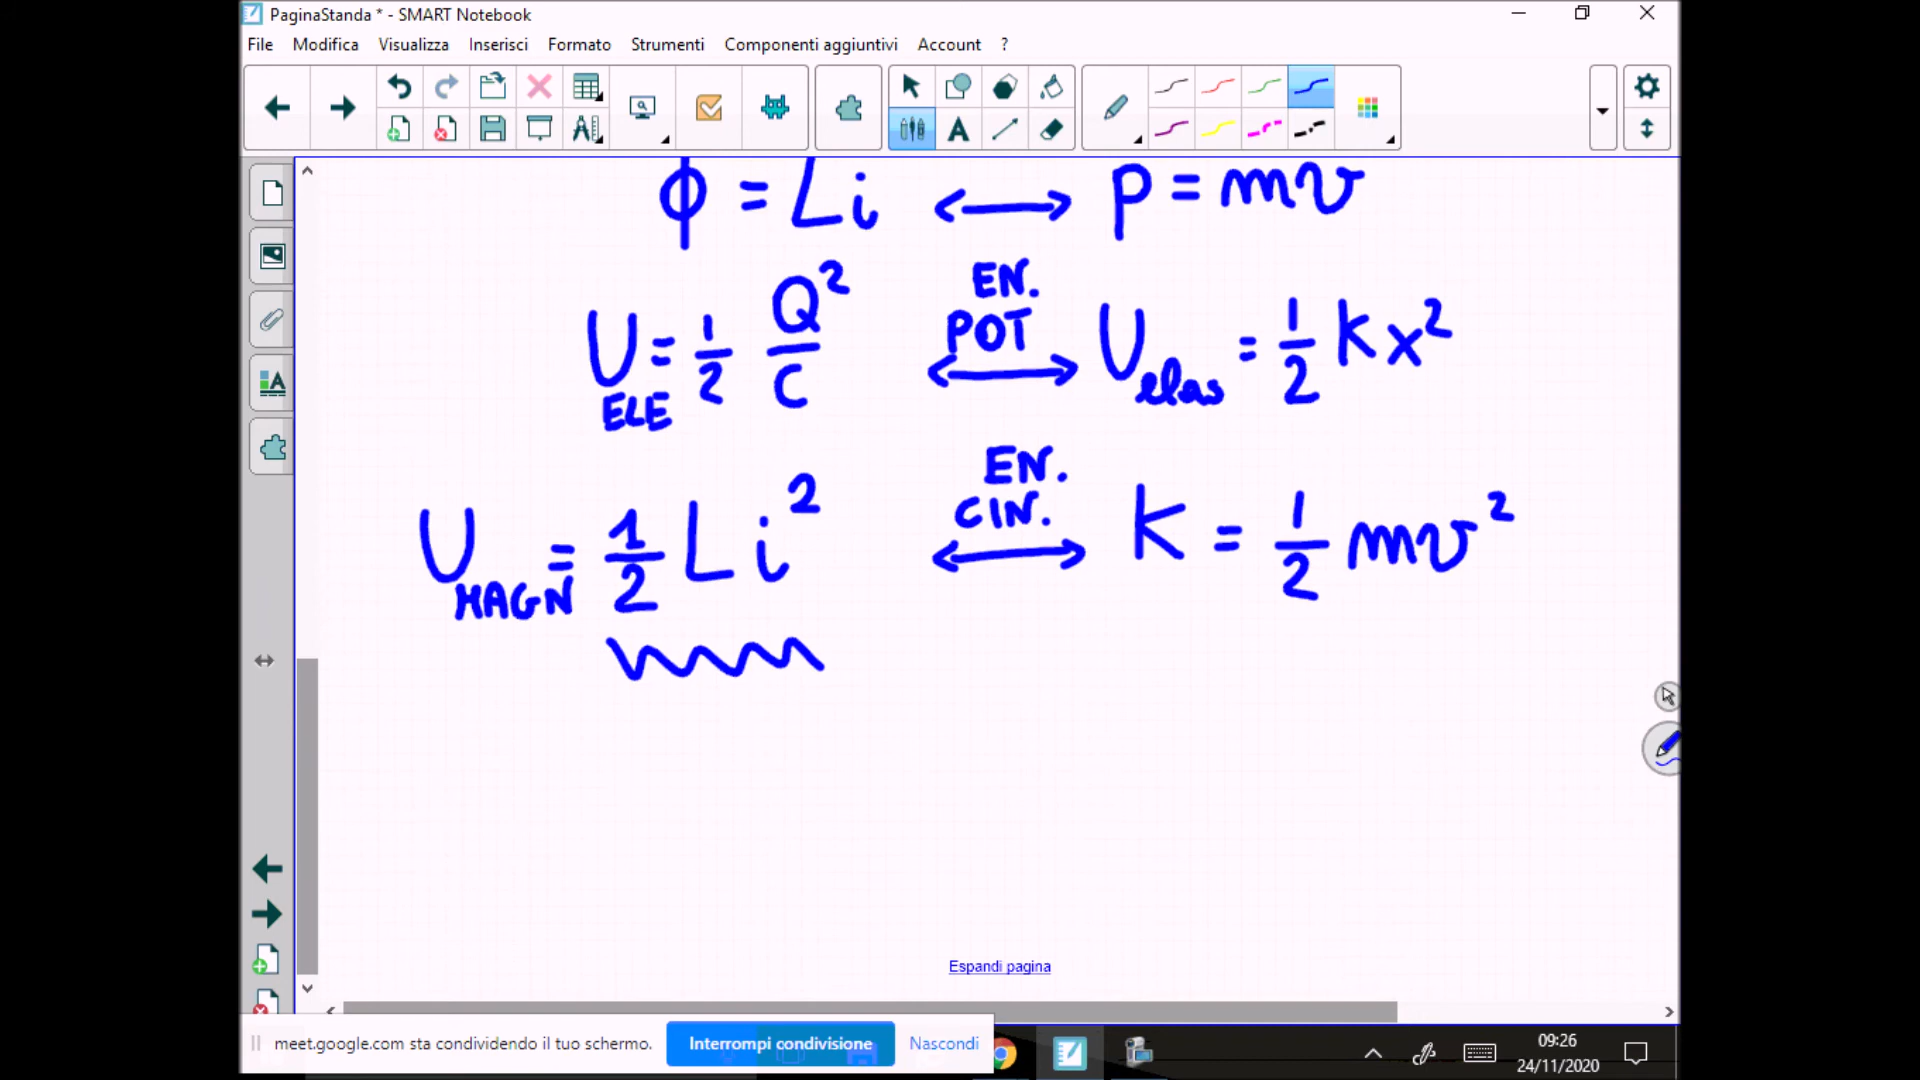 PaginaStanda * - SMART Notebook
File Modifica Visualizza Inserisci Formato Strumenti Componenti aggiuntivi Account ?
ϕ = Li ⟷ p = mv
U ELE = 1/2 Q²/C ⟷ EN. POT U elas = 1/2 K x²
U MAGN = 1/2 L i² ⟷ EN. CIN. K = 1/2 mv²
Espandi pagina
meet.google.com sta condividendo il tuo schermo. Interrompi condivisione Nascondi
09:26
24/11/2020